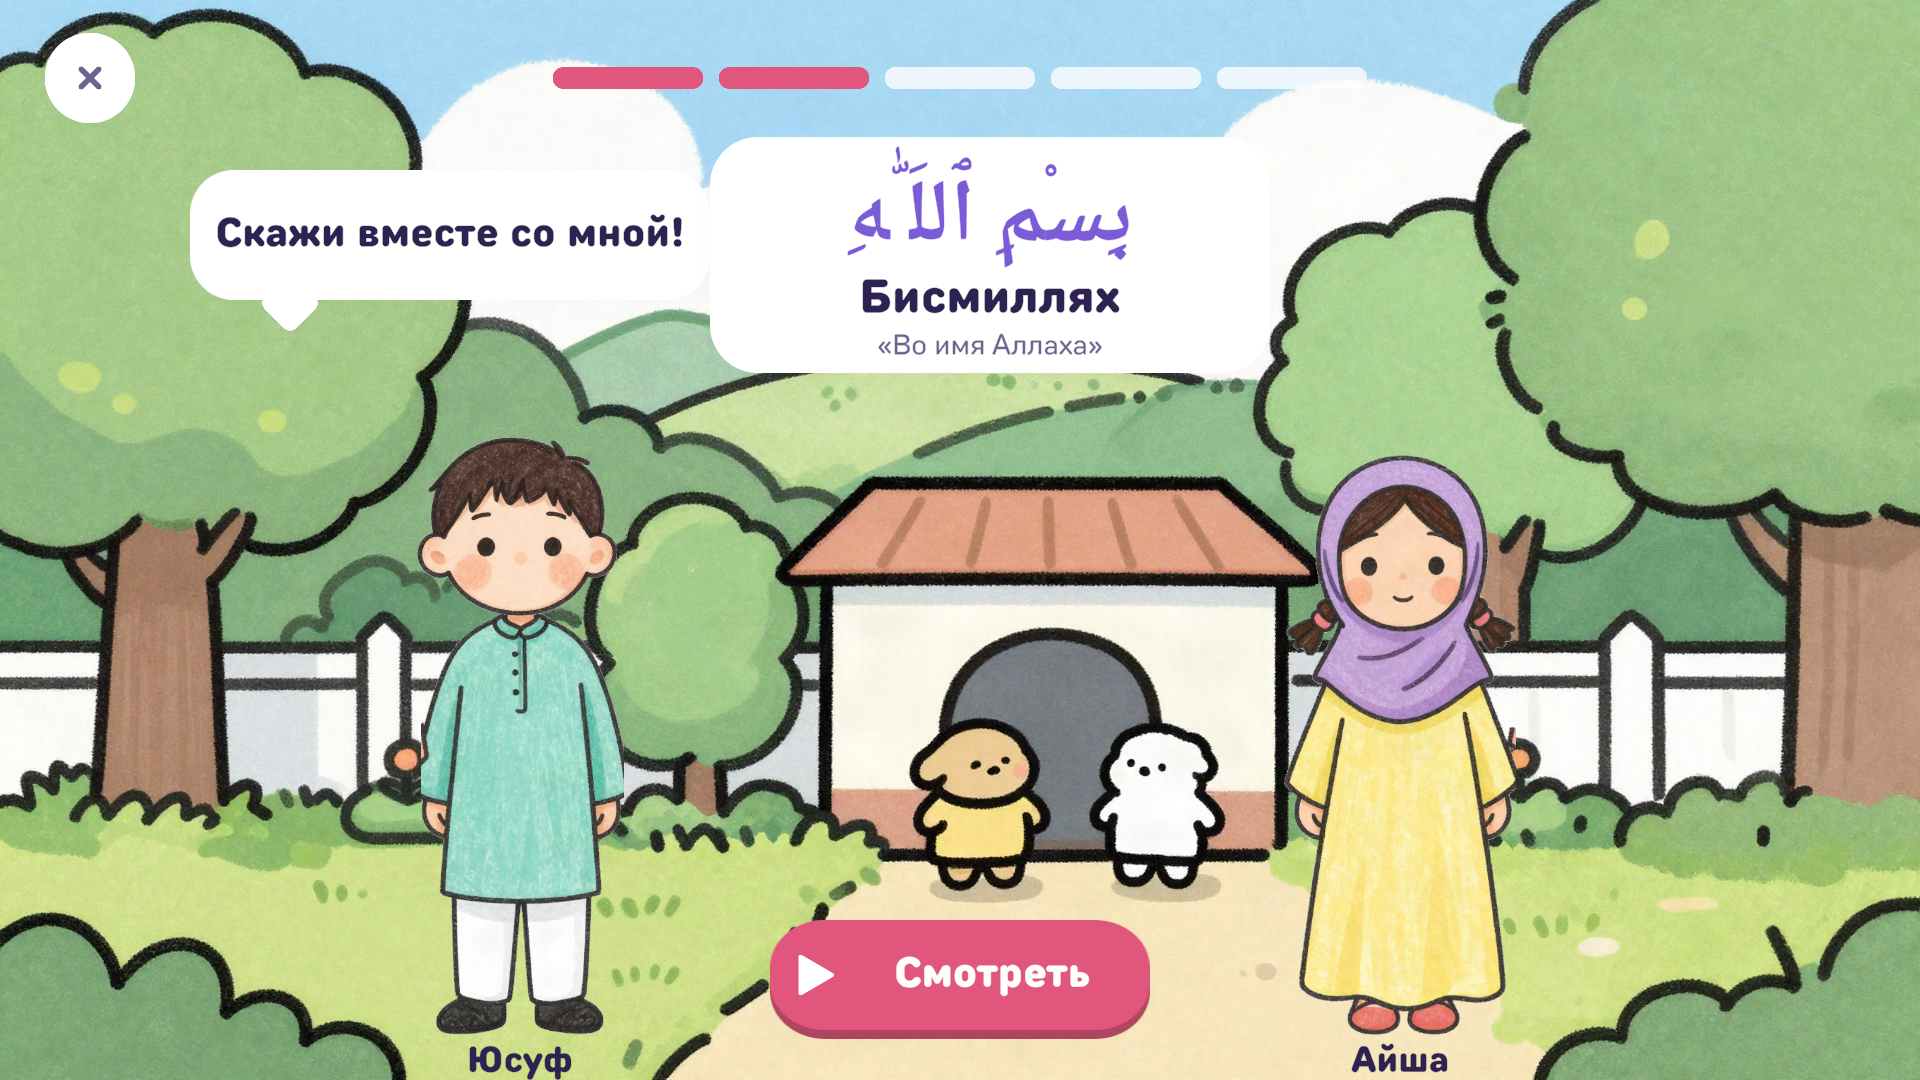 Скажи вместе со мной!
بِسْمِ ٱللَّهِ
Бисмиллях
«Во имя Аллаха»
Смотреть
Юсуф
Айша